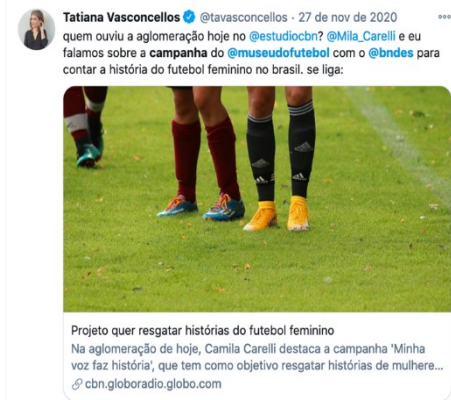 Tatiana Vasconcellos @tavasconcellos · 27 de nov de 2020
quem ouviu a aglomeração hoje no @estudiocbn? @Mila_Carelli e eu
falamos sobre a campanha do @museudofutebol com o @bndes para
contar a história do futebol feminino no brasil. se liga:
Projeto quer resgatar histórias do futebol feminino
Na aglomeração de hoje, Camila Carelli destaca a campanha 'Minha
voz faz história', que tem como objetivo resgatar histórias de mulhere...
cbn.globoradio.globo.com